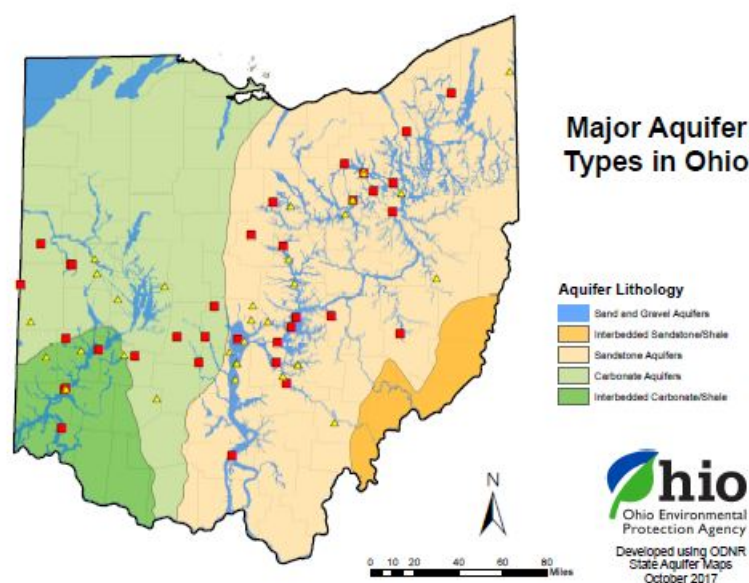 Major Aquifer
Types in Ohio
Aquifer Lithology
Sand and Gravel Aquifers
Interbedded Sandstone/Shale
Sandstone Aquifers
Carbonate Aquifers
Interbedded Carbonate/Shale
N
0 10 20 40 60 80
Miles
Ohio
Ohio Environmental
Protection Agency
Developed using ODNR
State Aquifer Maps
October 2017